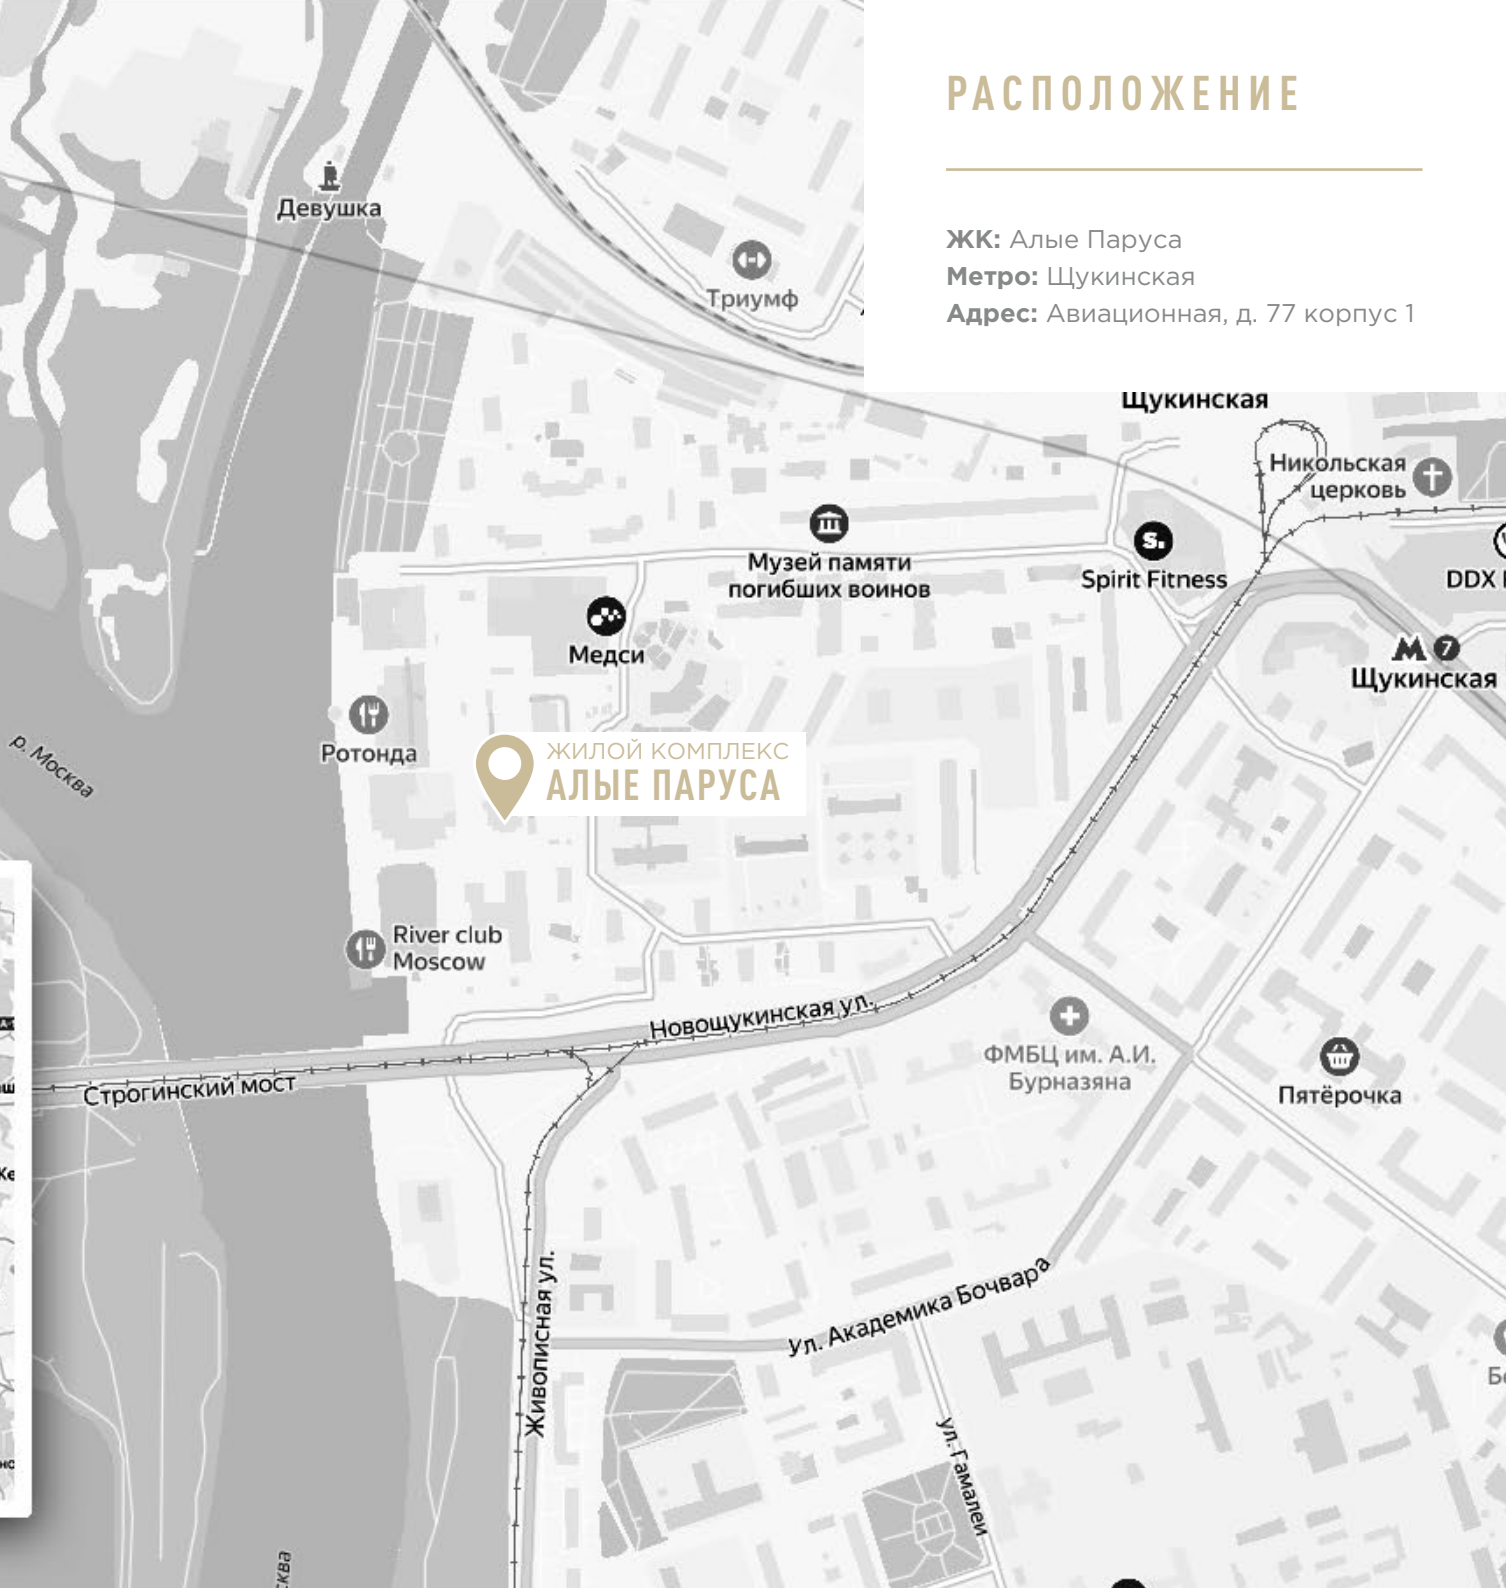 РАСПОЛОЖЕНИЕ
ЖК: Алые Паруса
Метро: Щукинская
Адрес: Авиационная, д. 77 корпус 1
Девушка
Триумф
Щукинская
Никольская
церковь
Музей памяти
погибших воинов
S.
Spirit Fitness
DDX
Медси
М 7
Щукинская
Ротонда
р. Москва
ЖИЛОЙ КОМПЛЕКС
АЛЫЕ ПАРУСА
River club
Moscow
Новощукинская ул.
Строгинский мост
ФМБЦ им. А.И.
Бурназяна
Пятёрочка
Живописная ул.
Ул. Академика Бочвара
ул. Гамалеи